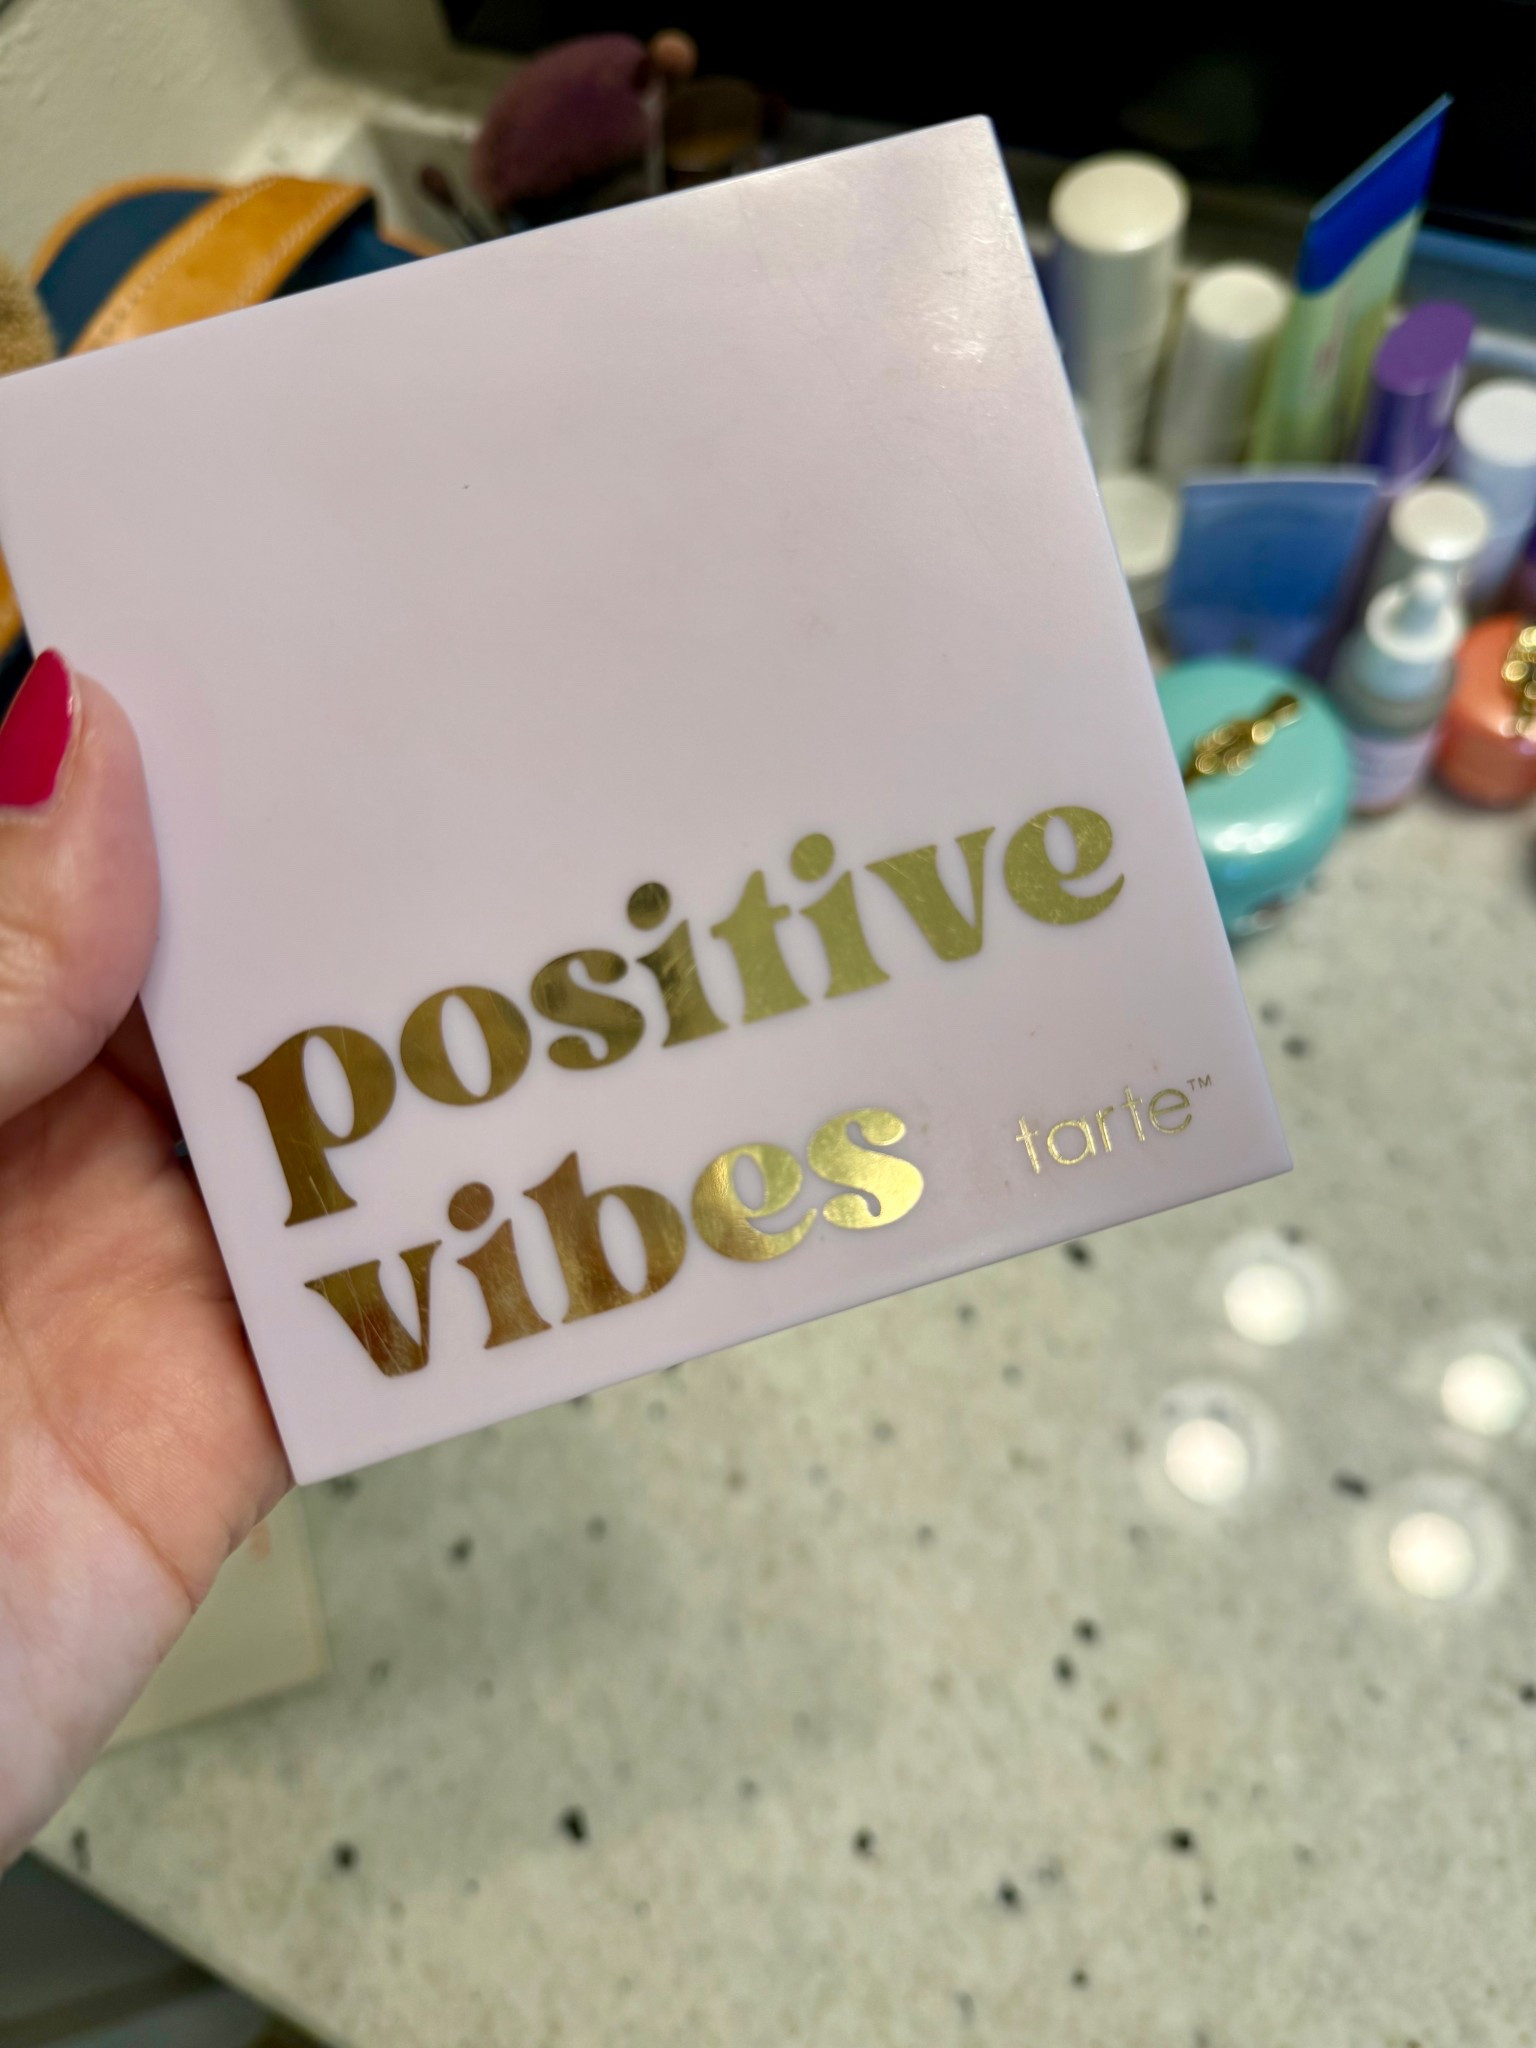 positive
vibes
tarte™